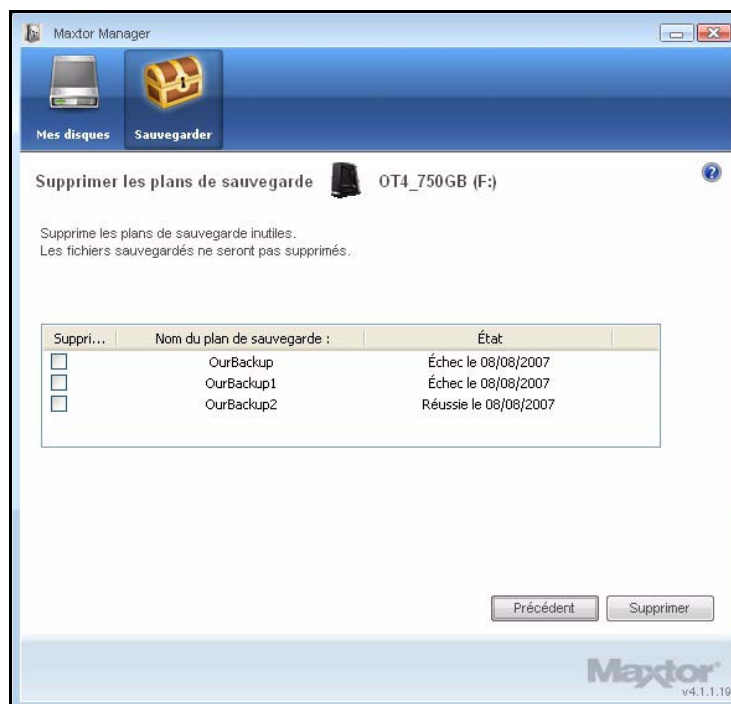 Maxtor Manager
Mes disques
Sauvegarder
Supprimer les plans de sauvegarde
OT4_750GB (F:)
Supprime les plans de sauvegarde inutiles.
Les fichiers sauvegardés ne seront pas supprimés.
Suppri... Nom du plan de sauvegarde : État
OurBackup Échec le 08/08/2007
OurBackup1 Échec le 08/08/2007
OurBackup2 Réussie le 08/08/2007
Précédent Supprimer
Maxtor
v4.1.1.19